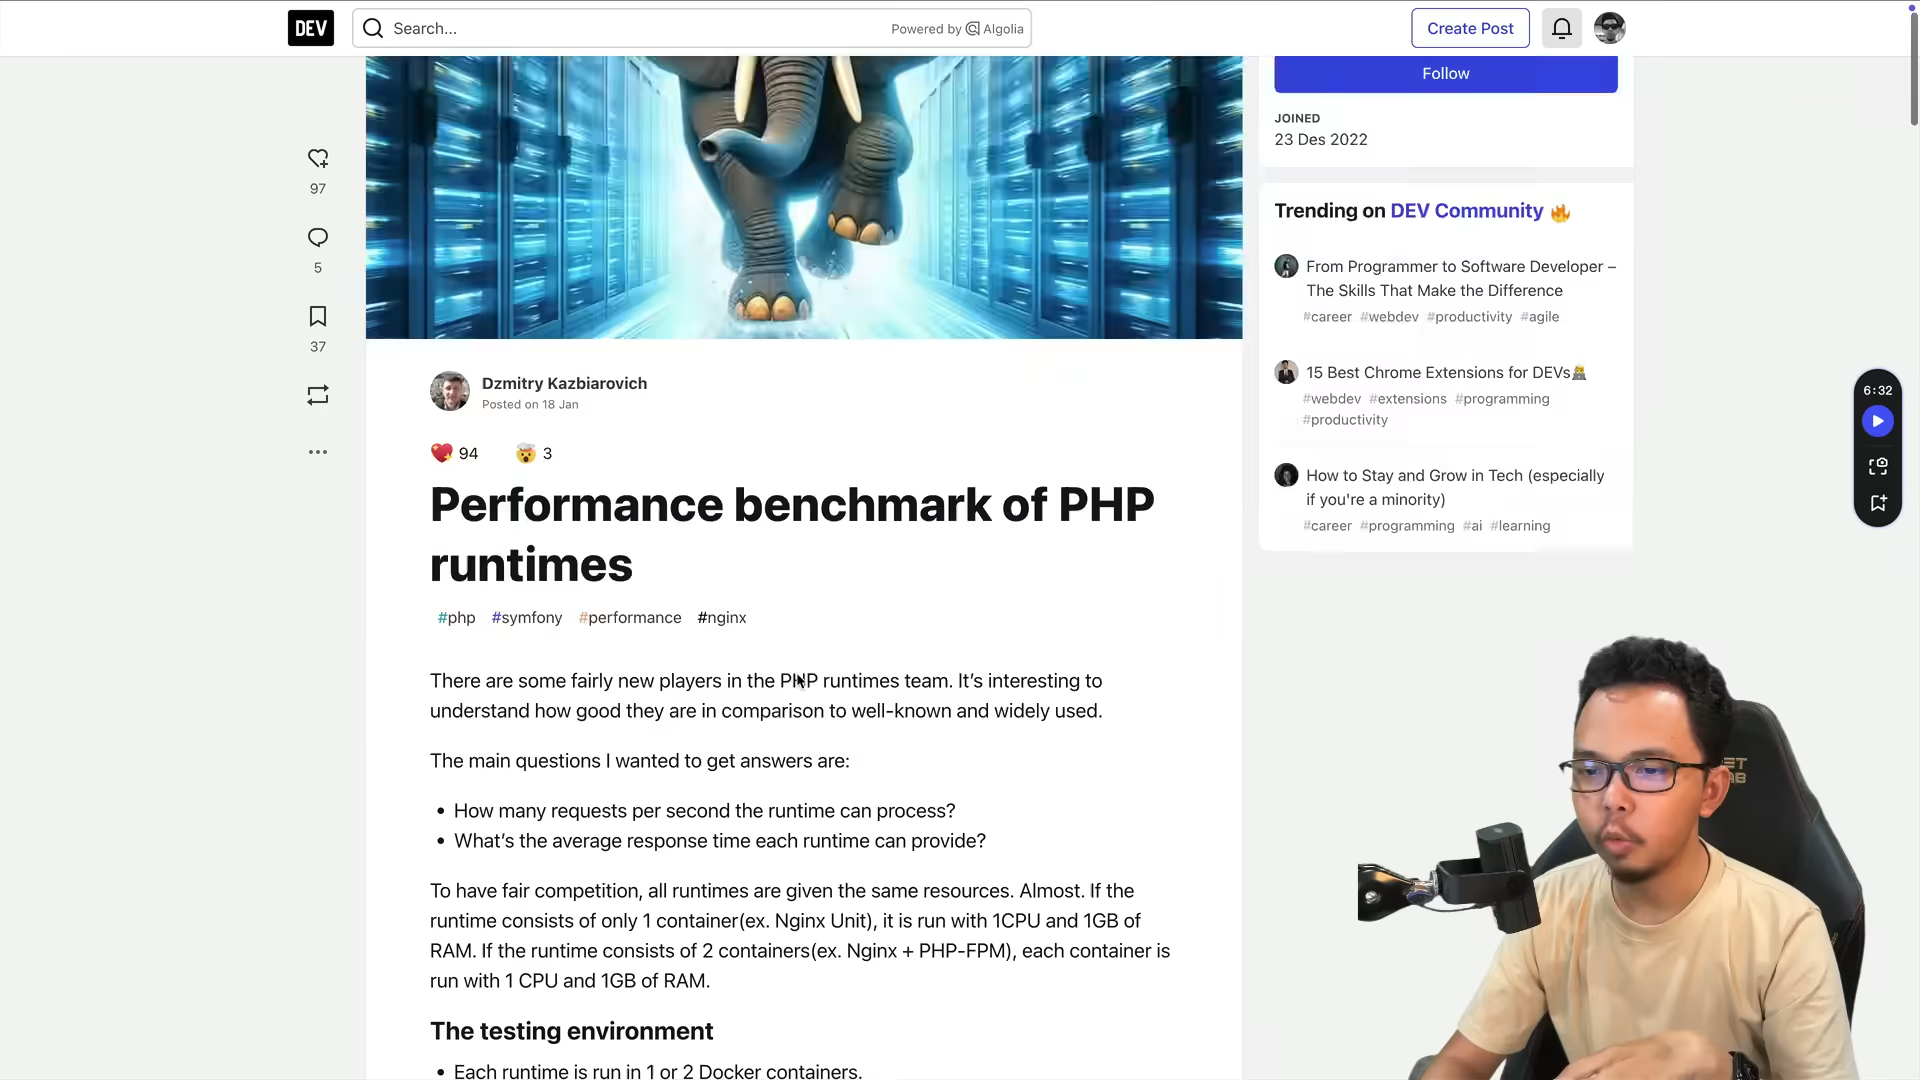 DEV
Search...
Powered by Algolia
Create Post
Follow
JOINED
23 Des 2022
97
5
37
Trending on DEV Community 🔥
From Programmer to Software Developer –
The Skills That Make the Difference
#career #webdev #productivity #agile
15 Best Chrome Extensions for DEVs👨‍💻
#webdev #extensions #programming
#productivity
How to Stay and Grow in Tech (especially
if you're a minority)
#career #programming #ai #learning
6:32
Dzmitry Kazbiarovich
Posted on 18 Jan
💖 94 🤯 3
Performance benchmark of PHP
runtimes
#php #symfony #performance #nginx
There are some fairly new players in the PHP runtimes team. It’s interesting to
understand how good they are in comparison to well-known and widely used.
The main questions I wanted to get answers are:
• How many requests per second the runtime can process?
• What’s the average response time each runtime can provide?
To have fair competition, all runtimes are given the same resources. Almost. If the
runtime consists of only 1 container(ex. Nginx Unit), it is run with 1CPU and 1GB of
RAM. If the runtime consists of 2 containers(ex. Nginx + PHP-FPM), each container is
run with 1 CPU and 1GB of RAM.
The testing environment
• Each runtime is run in 1 or 2 Docker containers.